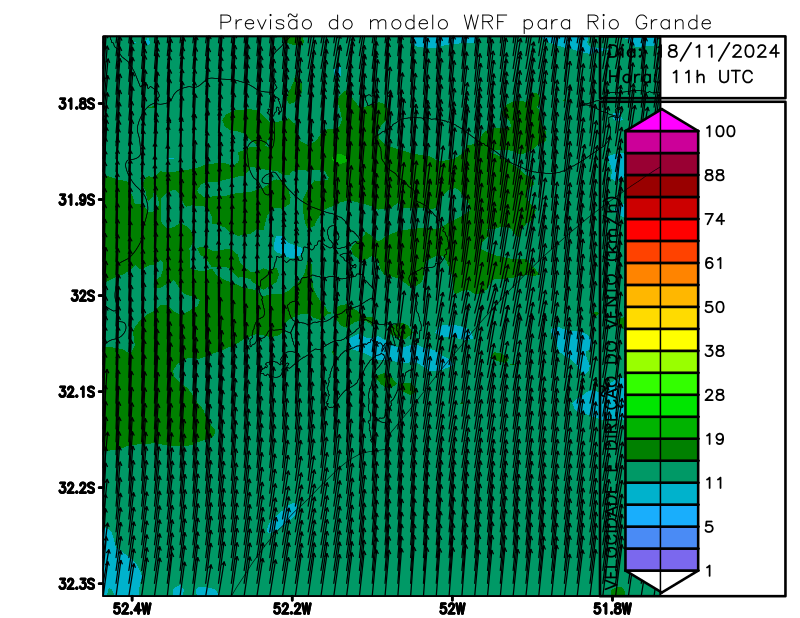 Previsão do modelo WRF para Rio Grande
Dia: 8/11/2024
Hora: 11h UTC
31.8S
31.9S
32S
32.1S
32.2S
32.3S
52.4W
52.2W
52W
51.8W
VELOCIDADE E DIREÇÃO DO VENTO (km/h)
100
88
74
61
50
38
28
19
11
5
1